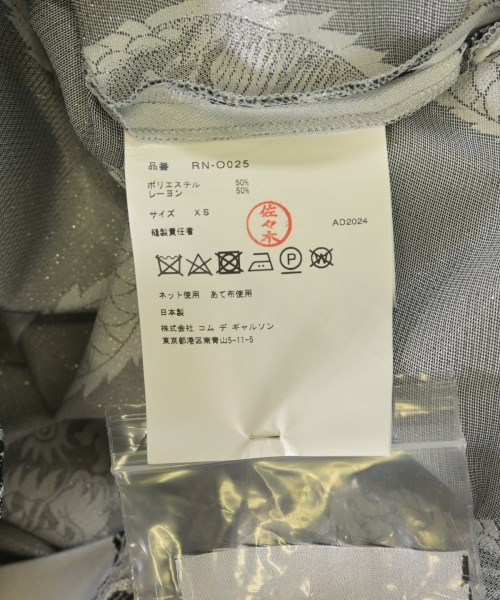 品番 RN-O025
ポリエステル 50%
レーヨン 50%
サイズ XS
佐々木
縫製責任者
AD2024
ネット使用 あて布使用
日本製
株式会社 コム デ ギャルソン
東京都港区南青山5-11-5